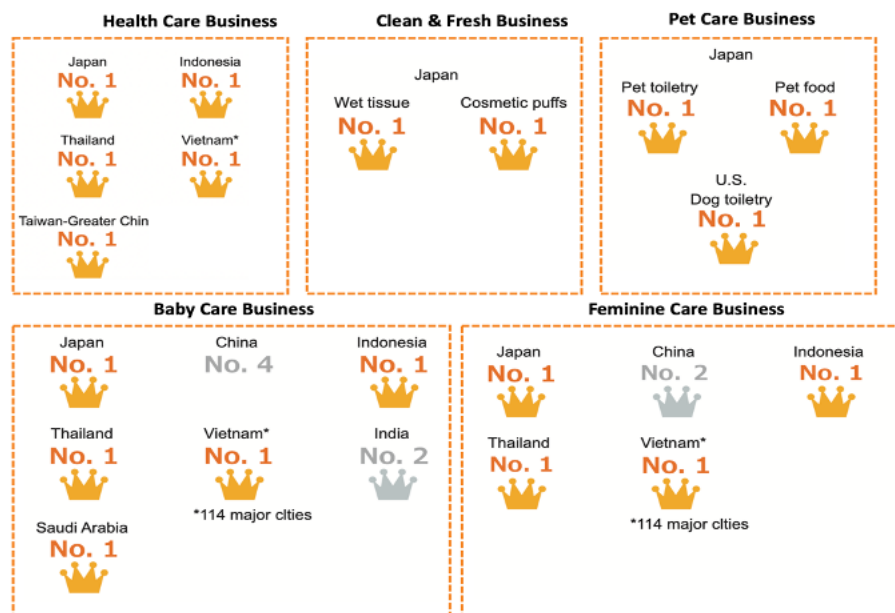 Health Care Business
Japan
No. 1
Indonesia
No. 1
Thailand
No. 1
Vietnam*
No. 1
Taiwan-Greater Chin
No. 1
Clean & Fresh Business
Japan
Wet tissue
No. 1
Cosmetic puffs
No. 1
Pet Care Business
Japan
Pet toiletry
No. 1
Pet food
No. 1
U.S.
Dog toiletry
No. 1
Baby Care Business
Japan
No. 1
China
No. 4
Indonesia
No. 1
Thailand
No. 1
Vietnam*
No. 1
*114 major clties
India
No. 2
Saudi Arabia
No. 1
Feminine Care Business
Japan
No. 1
China
No. 2
Indonesia
No. 1
Thailand
No. 1
Vietnam*
No. 1
*114 major clties